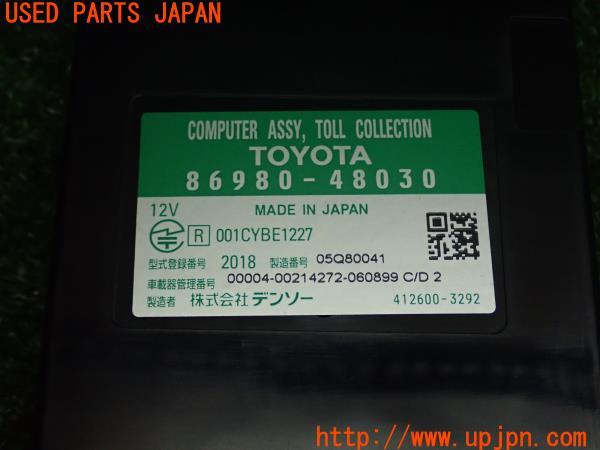 USED PARTS JAPAN
COMPUTER ASSY, TOLL COLLECTION
TOYOTA
86980-48030
12V
MADE IN JAPAN
R 001CYBE1227
型式登録番号 2018 製造番号 05Q80041
車載器管理番号 00004-00214272-060899 C/D 2
製造者 株式会社 デンソー 412600-3292
http://www.upjpn.com